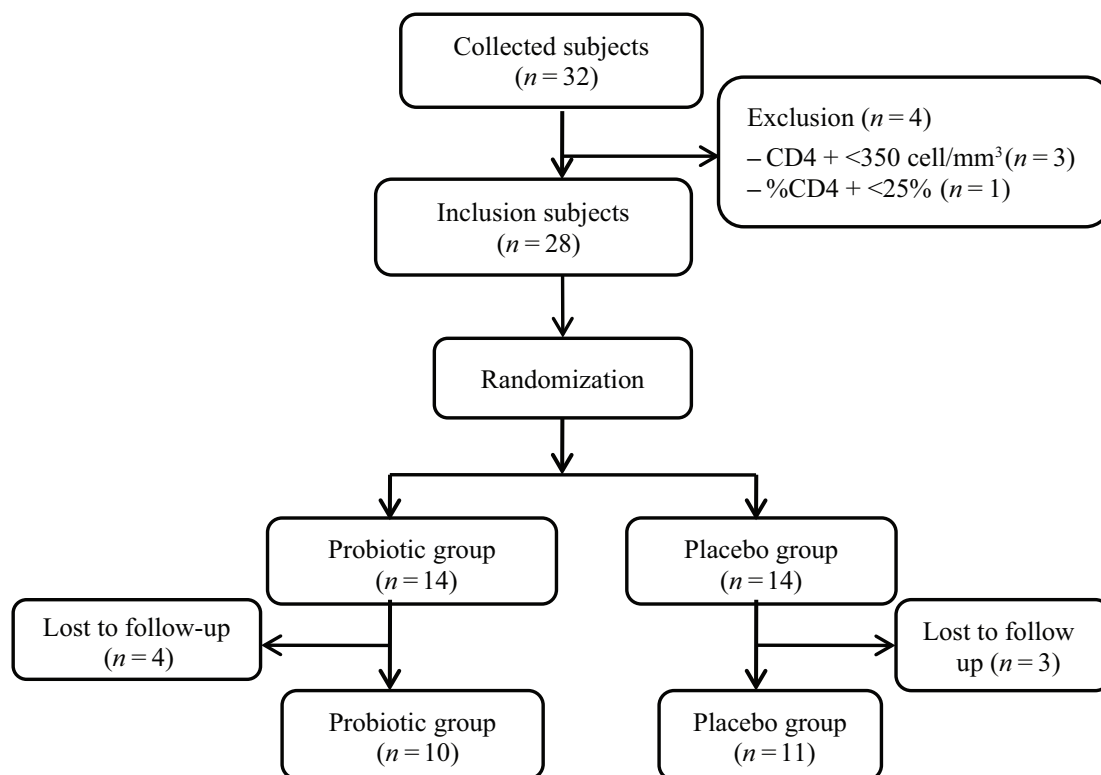 Collected subjects
(n = 32)
Exclusion (n = 4)
– CD4 + <350 cell/mm³ (n = 3)
– %CD4 + <25% (n = 1)
Inclusion subjects
(n = 28)
Randomization
Probiotic group
(n = 14)
Placebo group
(n = 14)
Lost to follow-up
(n = 4)
Lost to follow
up (n = 3)
Probiotic group
(n = 10)
Placebo group
(n = 11)